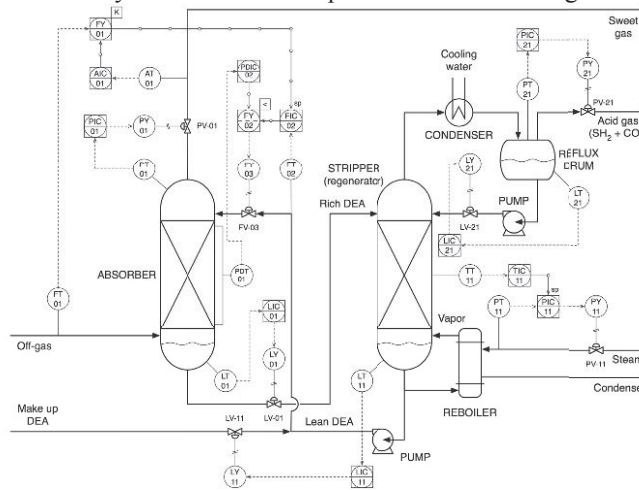 FY
01
K
Sweet
gas
PDIC
02
AIC
01
AT
01
sp
PIC
21
PY
21
Cooling
water
PT
21
PV-21
Acid gas
PIC
01
PY
01
PV-01
FY
02
<
FIC
02
CONDENSER
(SH2 + CO
REFLUX
DRUM
STRIPPER
(regenerator)
LY
21
03
02
01
Rich DEA
PUMP
LT
21
LV-21
FV-03
LIC
21
ABSORBER
PDT
01
TT
11
TIC
11
sp
FT
01
LIC
01
Vapor
PT
11
PIC
11
PY
11
Off-gas
LT
01
LY
01
LT
11
PV-11
Steam
REBOILER
Condense
Make up
DEA
LV-11
LV-01
Lean DEA
PUMP
LY
11
LIC
11